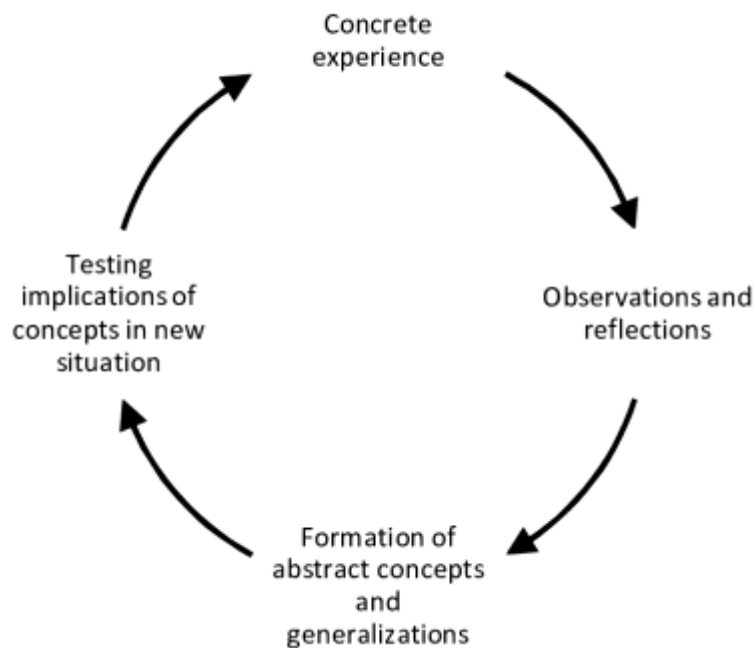 Concrete
experience
Observations and
reflections
Formation of
abstract concepts
and
generalizations
Testing
implications of
concepts in new
situation